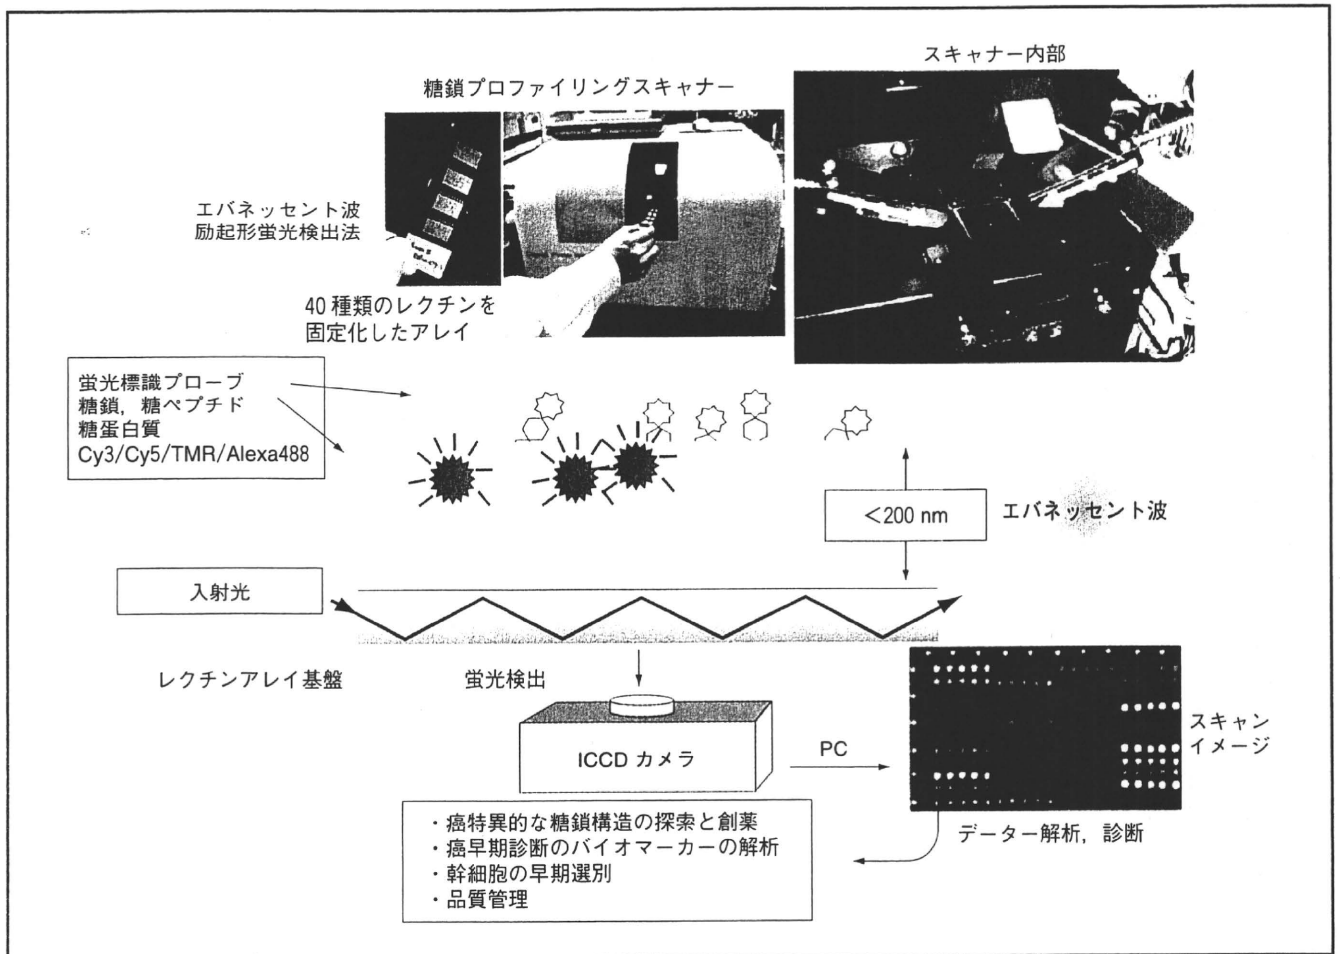 スキャナー内部
糖鎖プロファイリングスキャナー
エバネッセント波
励起形蛍光検出法
40 種類のレクチンを
固定化したアレイ
蛍光標識プローブ
糖鎖，糖ペプチド
糖蛋白質
Cy3/Cy5/TMR/Alexa488
＜200 nm
エバネッセント波
入射光
レクチンアレイ基盤
蛍光検出
ICCD カメラ
PC
スキャン
イメージ
データー解析，診断
・癌特異的な糖鎖構造の探索と創薬
・癌早期診断のバイオマーカーの解析
・幹細胞の早期選別
・品質管理